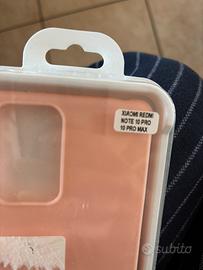 XIAOMI REDMI
NOTE 10 PRO
10 PRO MAX
subito